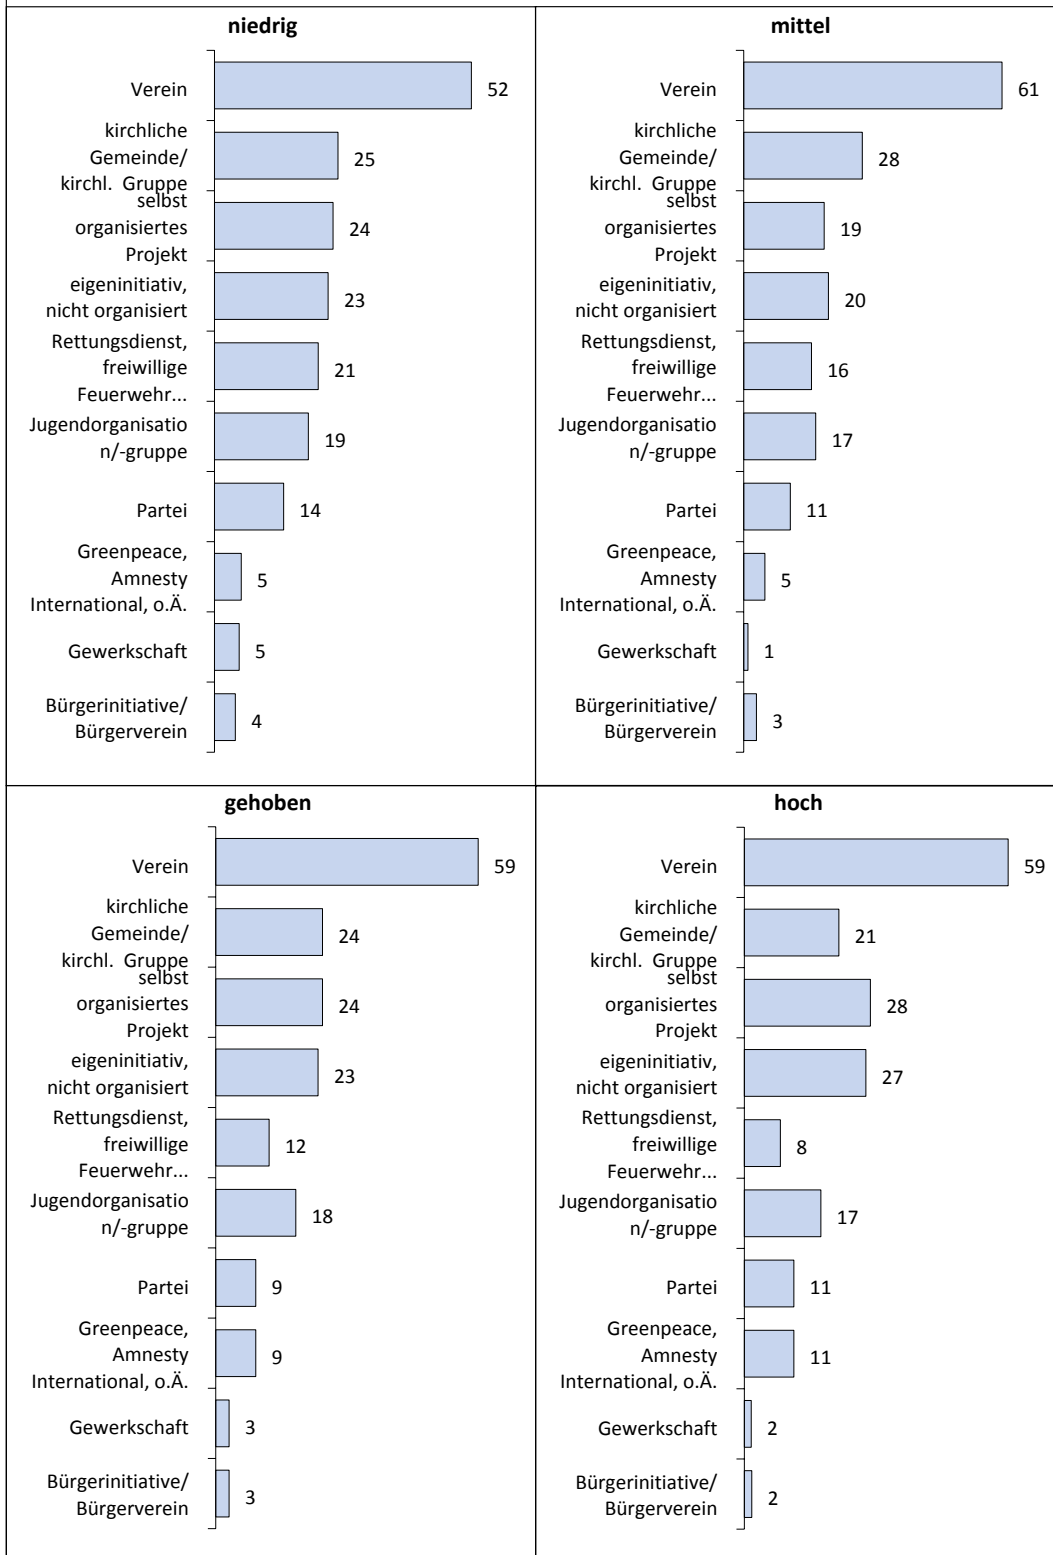 niedrig
Verein
52
kirchliche
Gemeinde/
kirchl. Gruppe
25
selbst
organisiertes
Projekt
24
eigeninitiativ,
nicht organisiert
23
Rettungsdienst,
freiwillige
Feuerwehr...
21
Jugendorganisatio
n/-gruppe
19
Partei
14
Greenpeace,
Amnesty
International, o.Ä.
5
Gewerkschaft
5
Bürgerinitiative/
Bürgerverein
4
mittel
Verein
61
kirchliche
Gemeinde/
kirchl. Gruppe
28
selbst
organisiertes
Projekt
19
eigeninitiativ,
nicht organisiert
20
Rettungsdienst,
freiwillige
Feuerwehr...
16
Jugendorganisatio
n/-gruppe
17
Partei
11
Greenpeace,
Amnesty
International, o.Ä.
5
Gewerkschaft
1
Bürgerinitiative/
Bürgerverein
3
gehoben
Verein
59
kirchliche
Gemeinde/
kirchl. Gruppe
24
selbst
organisiertes
Projekt
24
eigeninitiativ,
nicht organisiert
23
Rettungsdienst,
freiwillige
Feuerwehr...
12
Jugendorganisatio
n/-gruppe
18
Partei
9
Greenpeace,
Amnesty
International, o.Ä.
9
Gewerkschaft
3
Bürgerinitiative/
Bürgerverein
3
hoch
Verein
59
kirchliche
Gemeinde/
kirchl. Gruppe
21
selbst
organisiertes
Projekt
28
eigeninitiativ,
nicht organisiert
27
Rettungsdienst,
freiwillige
Feuerwehr...
8
Jugendorganisatio
n/-gruppe
17
Partei
11
Greenpeace,
Amnesty
International, o.Ä.
11
Gewerkschaft
2
Bürgerinitiative/
Bürgerverein
2